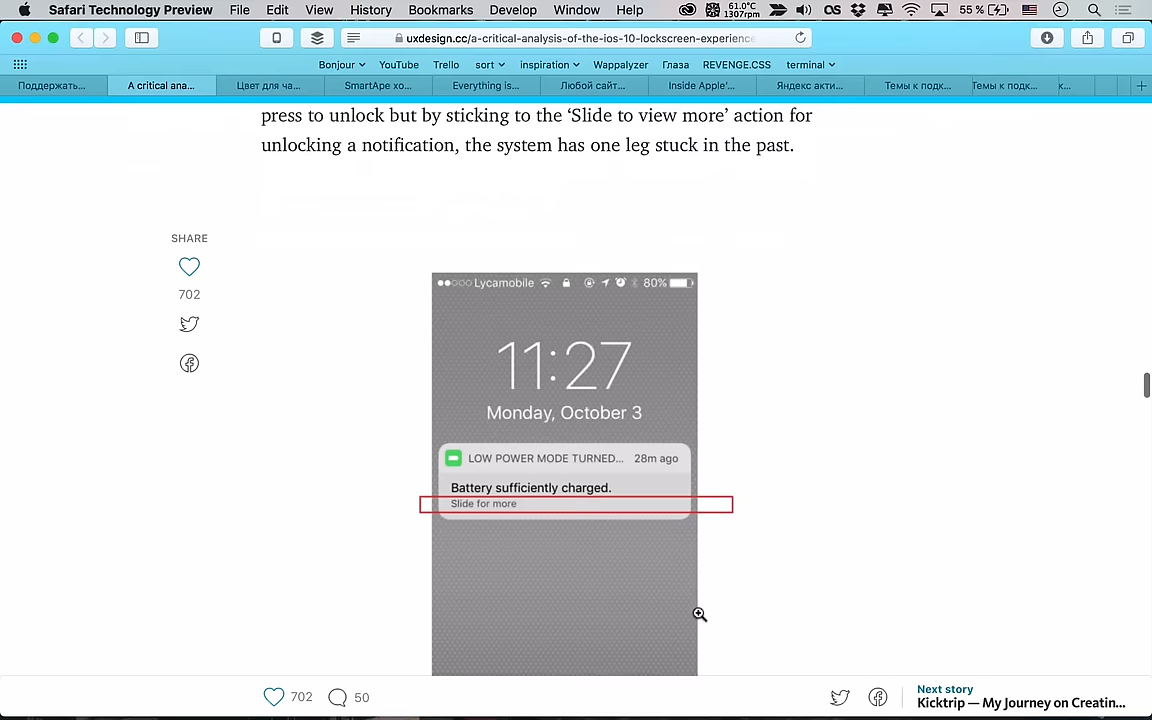 Safari Technology Preview File Edit View History Bookmarks Develop Window Help 61.0°C 1307rpm 55 %
uxdesign.cc/a-critical-analysis-of-the-ios-10-lockscreen-experience
Bonjour YouTube Trello sort inspiration Wappalyzer Глаза REVENGE.CSS terminal
Поддержать... A critical ana... Цвет для ча... SmartApe хо... Everything is... Любой сайт... Inside Apple'... Яндекс акти... Темы к подк... Темы к подк... к...
press to unlock but by sticking to the ‘Slide to view more’ action for
unlocking a notification, the system has one leg stuck in the past.
SHARE
702
Lycamobile 80%
11:27
Monday, October 3
LOW POWER MODE TURNED... 28m ago
Battery sufficiently charged.
Slide for more
702 50
Next story
Kicktrip — My Journey on Creatin...